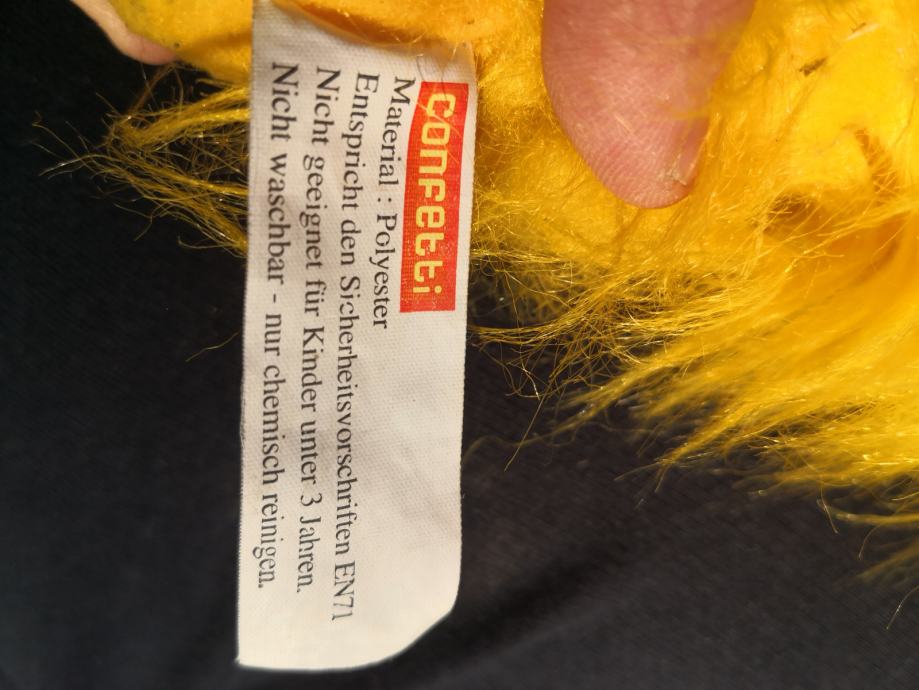 Confetti
Material : Polyester
Entspricht den Sicherheitsvorschriften EN71
Nicht geeignet für Kinder unter 3 Jahren.
Nicht waschbar - nur chemisch reinigen.